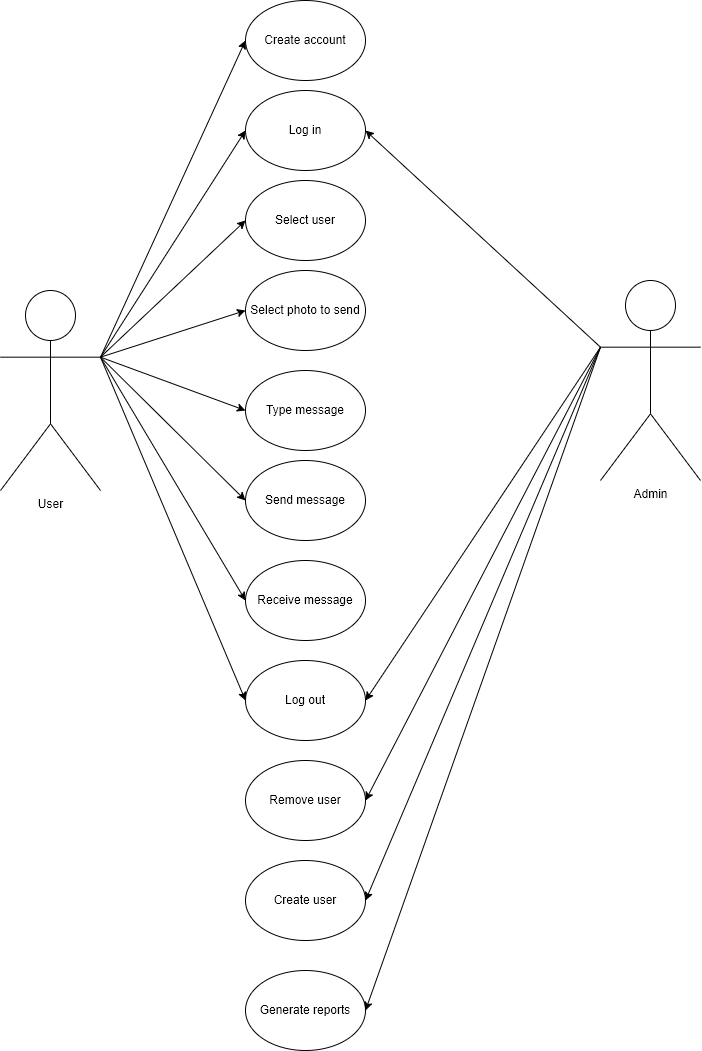 Create account
Log in
Select user
Select photo to send
Type message
Send message
User
Admin
Receive message
Log out
Remove user
Create user
Generate reports